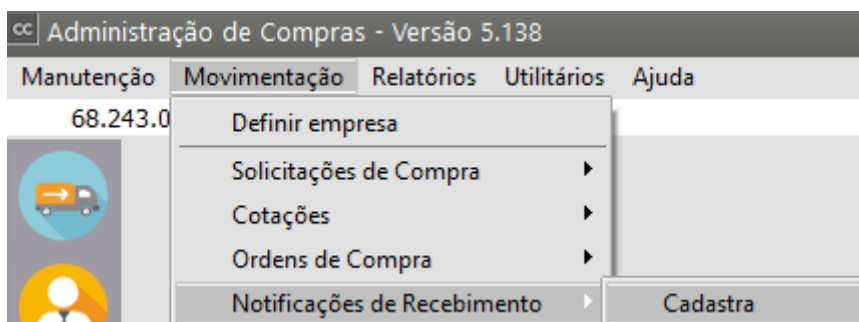 cc Administração de Compras - Versão 5.138
Manutenção Movimentação Relatórios Utilitários Ajuda
68.243.0
Definir empresa
Solicitações de Compra
Cotações
Ordens de Compra
Notificações de Recebimento Cadastra